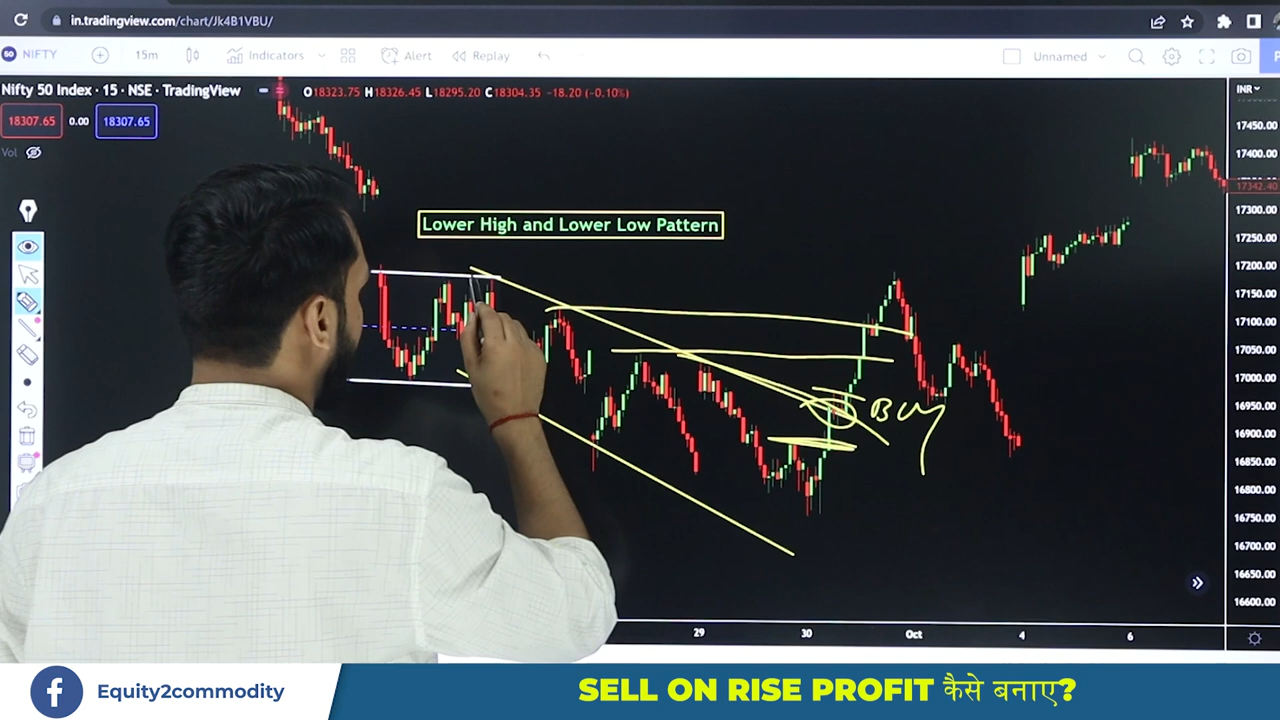 in.tradingview.com/chart/Jk4B1VBU/
50 NIFTY 15m Indicators Alert Replay Unnamed
Nifty 50 Index · 15 · NSE · TradingView O18323.75 H18326.45 L18295.20 C18304.35 -18.20 (-0.10%) INR
18307.65 0.00 18307.65
Vol
Lower High and Lower Low Pattern
Buy
17450.00
17400.00
17342.40
17300.00
17250.00
17200.00
17150.00
17100.00
17050.00
17000.00
16950.00
16900.00
16850.00
16800.00
16750.00
16700.00
16650.00
16600.00
29 30 Oct 4 6
Equity2commodity
SELL ON RISE PROFIT कैसे बनाए?